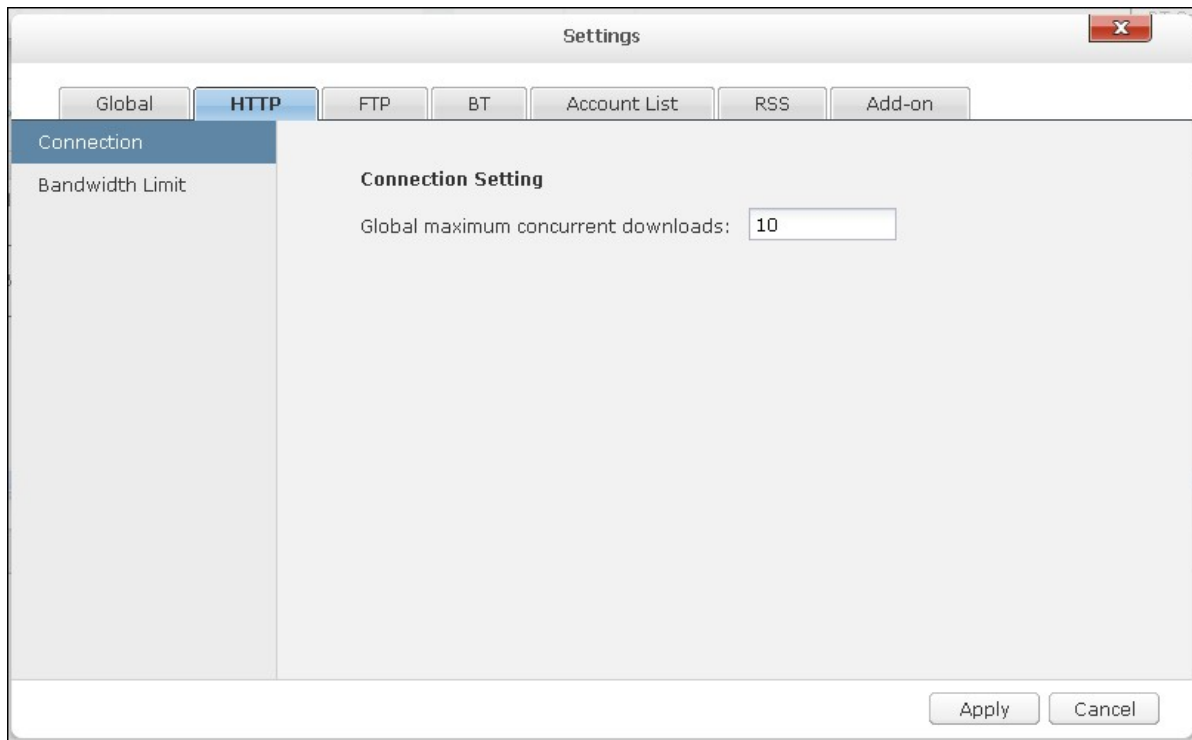 Settings
x
Global HTTP FTP BT Account List RSS Add-on
Connection
Bandwidth Limit
Connection Setting
Global maximum concurrent downloads: 10
Apply Cancel